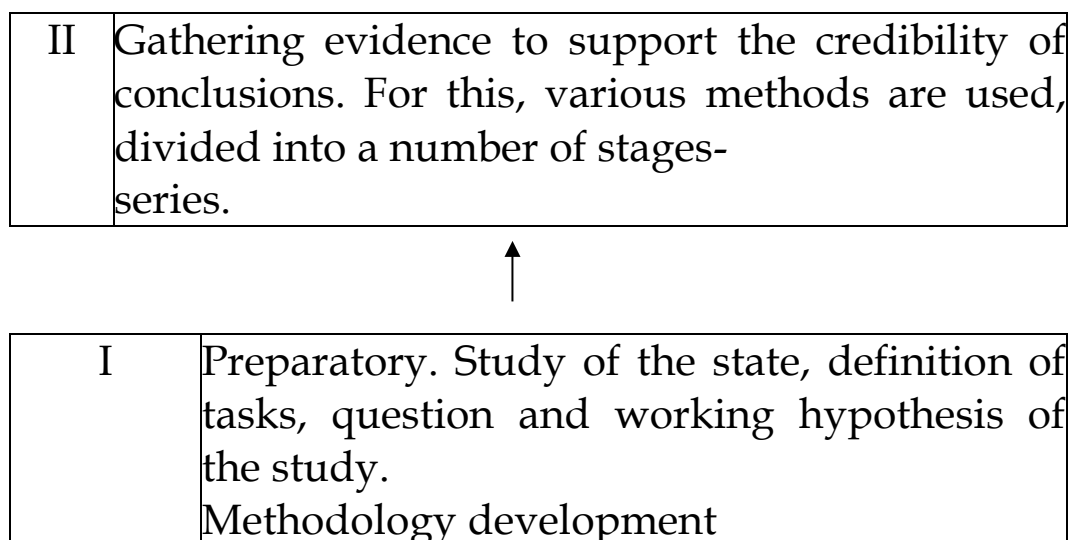 II Gathering evidence to support the credibility of
conclusions. For this, various methods are used,
divided into a number of stages-
series.
I Preparatory. Study of the state, definition of
tasks, question and working hypothesis of
the study.
Methodology development